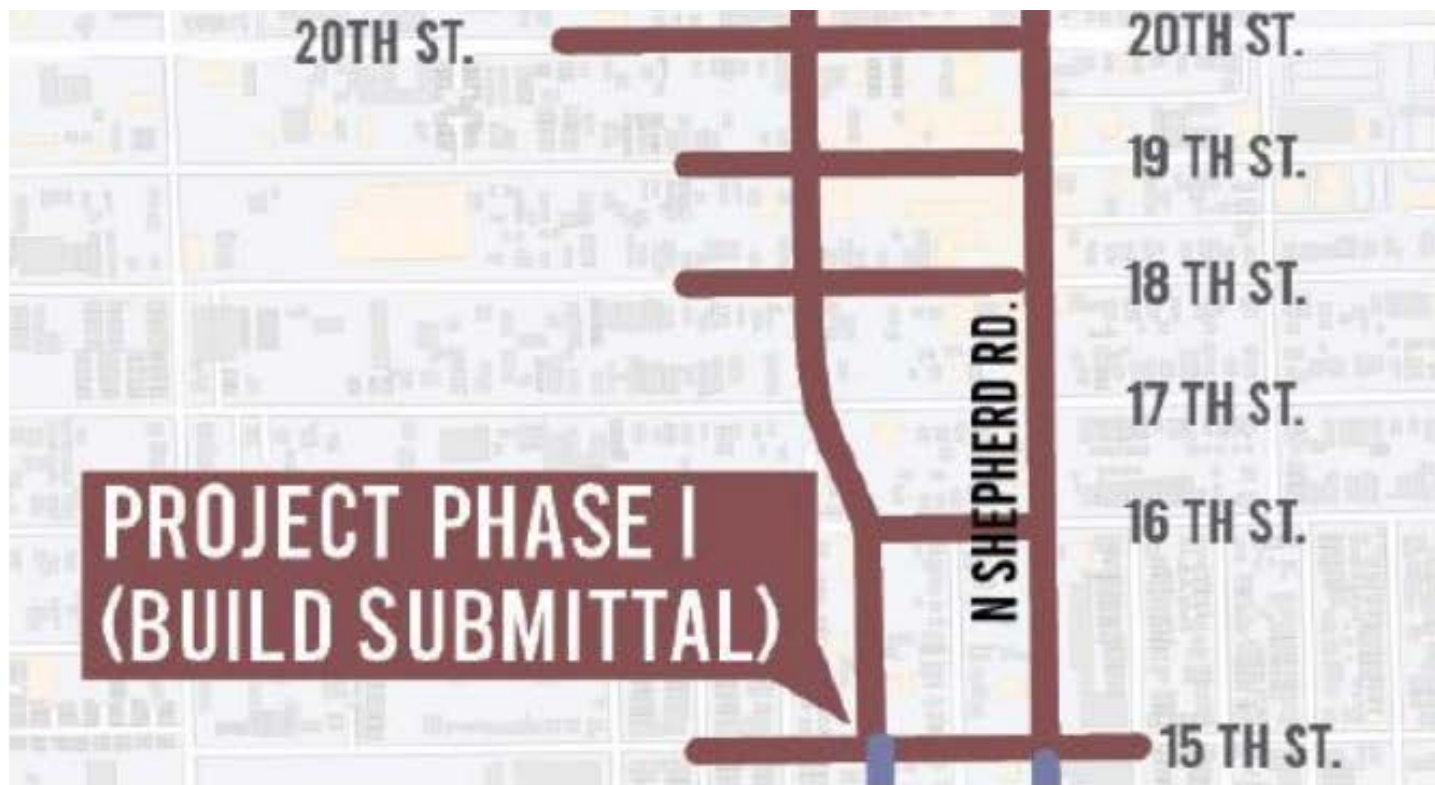 20TH ST.
20TH ST.
19 TH ST.
18 TH ST.
N SHEPHERD RD.
17 TH ST.
16 TH ST.
PROJECT PHASE I
(BUILD SUBMITTAL)
15 TH ST.